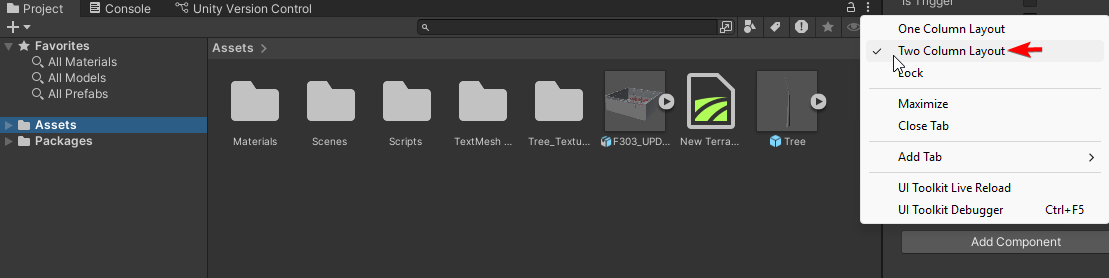 Project
Console
Unity Version Control
Is Trigger
Favorites
All Materials
All Models
All Prefabs
Assets
Packages
Assets
Materials
Scenes
Scripts
TextMesh ...
Tree_Textu...
F303_UPD...
New Terra...
Tree
One Column Layout
Two Column Layout
Lock
Maximize
Close Tab
Add Tab
UI Toolkit Live Reload
UI Toolkit Debugger Ctrl+F5
Add Component